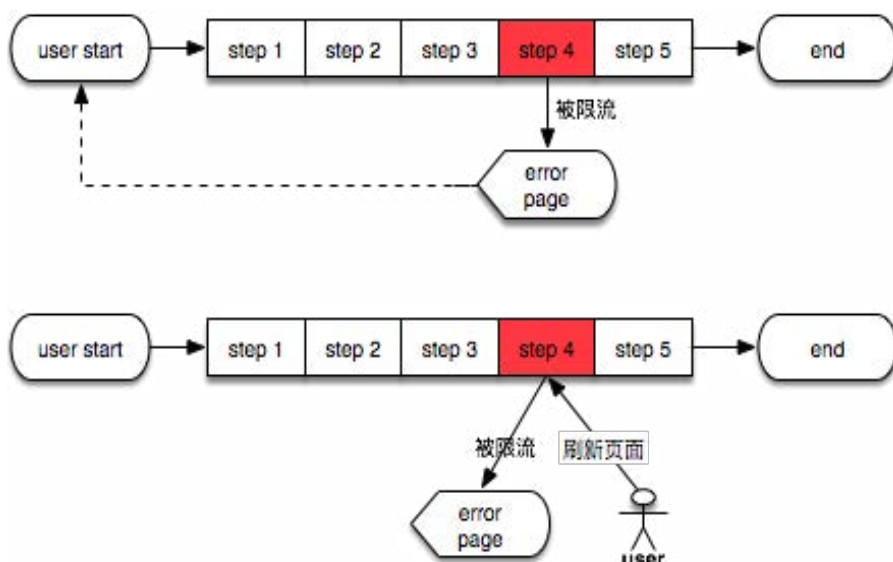 user start
step 1
step 2
step 3
step 4
step 5
end
被限流
error
page
user start
step 1
step 2
step 3
step 4
step 5
end
被限流
刷新页面
error
page
user